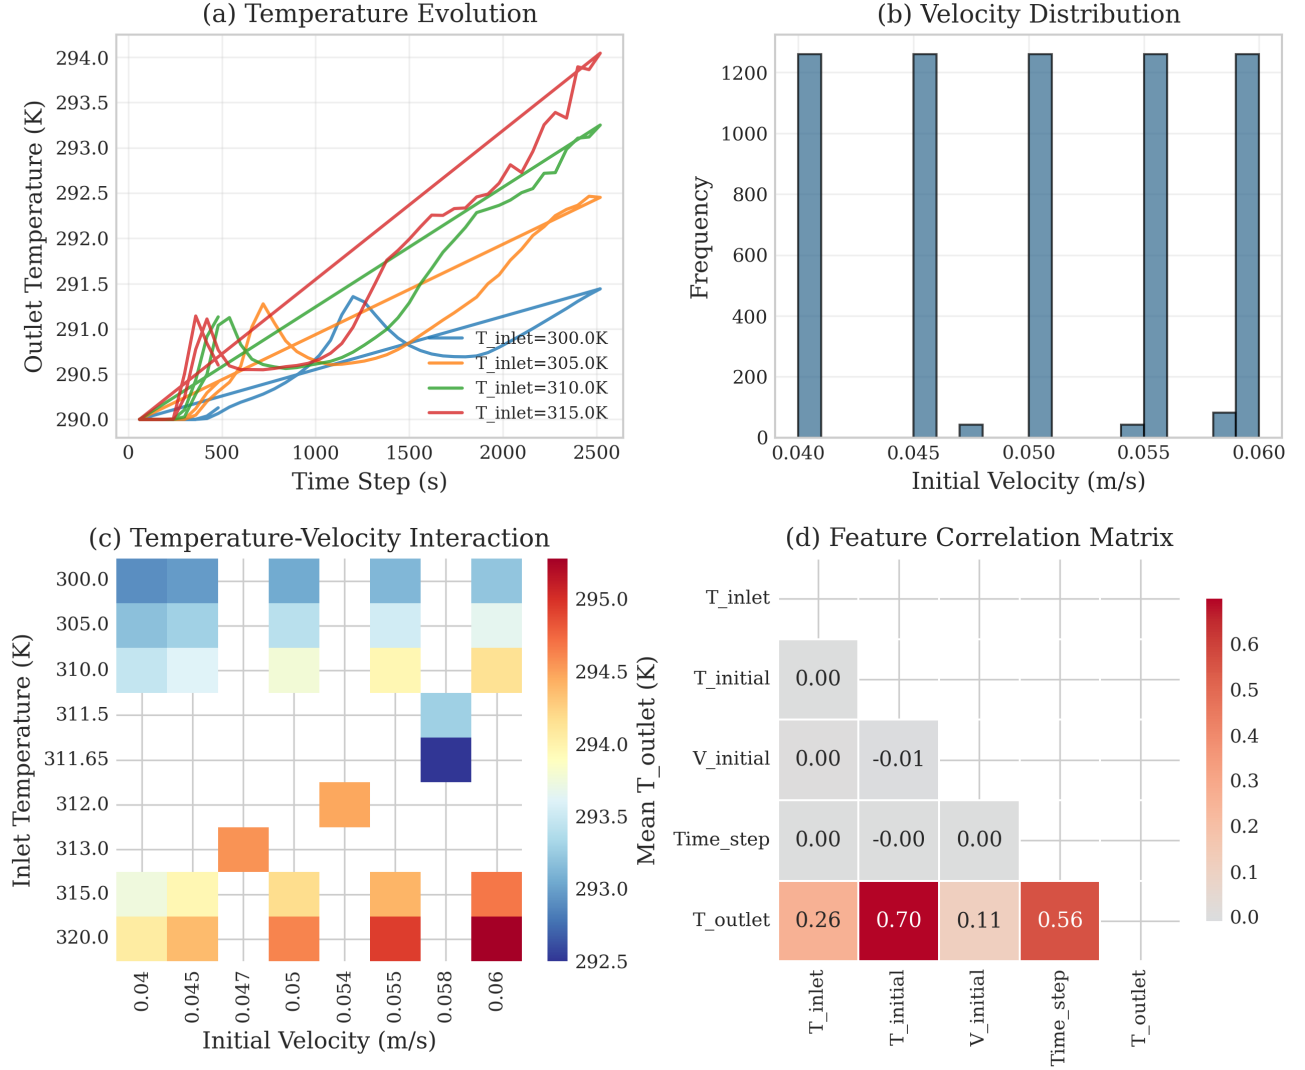 (a) Temperature Evolution
Outlet Temperature (K)
294.0
293.5
293.0
292.5
292.0
291.5
291.0
290.5
290.0
T_inlet=300.0K
T_inlet=305.0K
T_inlet=310.0K
T_inlet=315.0K
0 500 1000 1500 2000 2500
Time Step (s)
(b) Velocity Distribution
Frequency
1200
1000
800
600
400
200
0
0.040 0.045 0.050 0.055 0.060
Initial Velocity (m/s)
(c) Temperature-Velocity Interaction
Inlet Temperature (K)
300.0
305.0
310.0
311.5
311.65
312.0
313.0
315.0
320.0
0.04 0.045 0.047 0.05 0.054 0.055 0.058 0.06
Initial Velocity (m/s)
295.0
294.5
294.0
293.5
293.0
292.5
Mean T_outlet (K)
(d) Feature Correlation Matrix
T_inlet
T_initial 0.00
V_initial 0.00 -0.01
Time_step 0.00 -0.00 0.00
T_outlet 0.26 0.70 0.11 0.56
T_inlet T_initial V_initial Time_step T_outlet
0.6
0.5
0.4
0.3
0.2
0.1
0.0